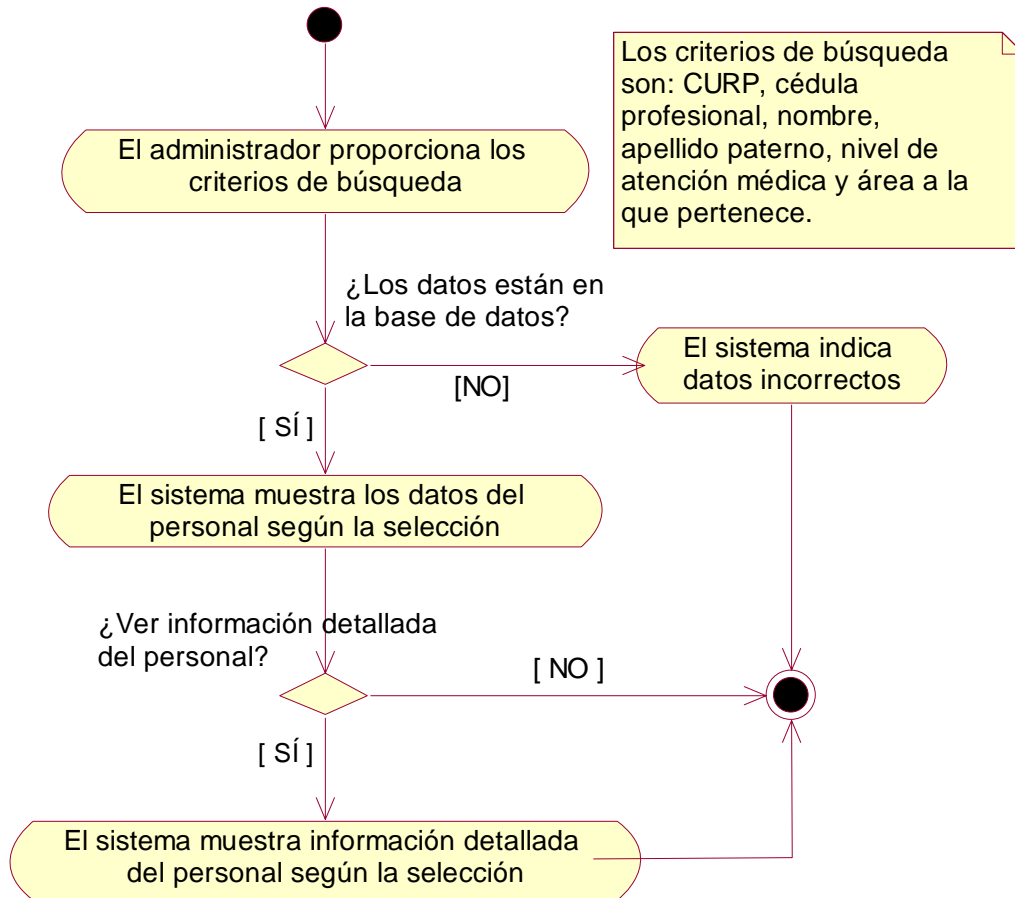 El administrador proporciona los
criterios de búsqueda
Los criterios de búsqueda
son: CURP, cédula
profesional, nombre,
apellido paterno, nivel de
atención médica y área a la
que pertenece.
¿Los datos están en
la base de datos?
El sistema indica
datos incorrectos
[NO]
[ SÍ ]
El sistema muestra los datos del
personal según la selección
¿Ver información detallada
del personal?
[ NO ]
[ SÍ ]
El sistema muestra información detallada
del personal según la selección